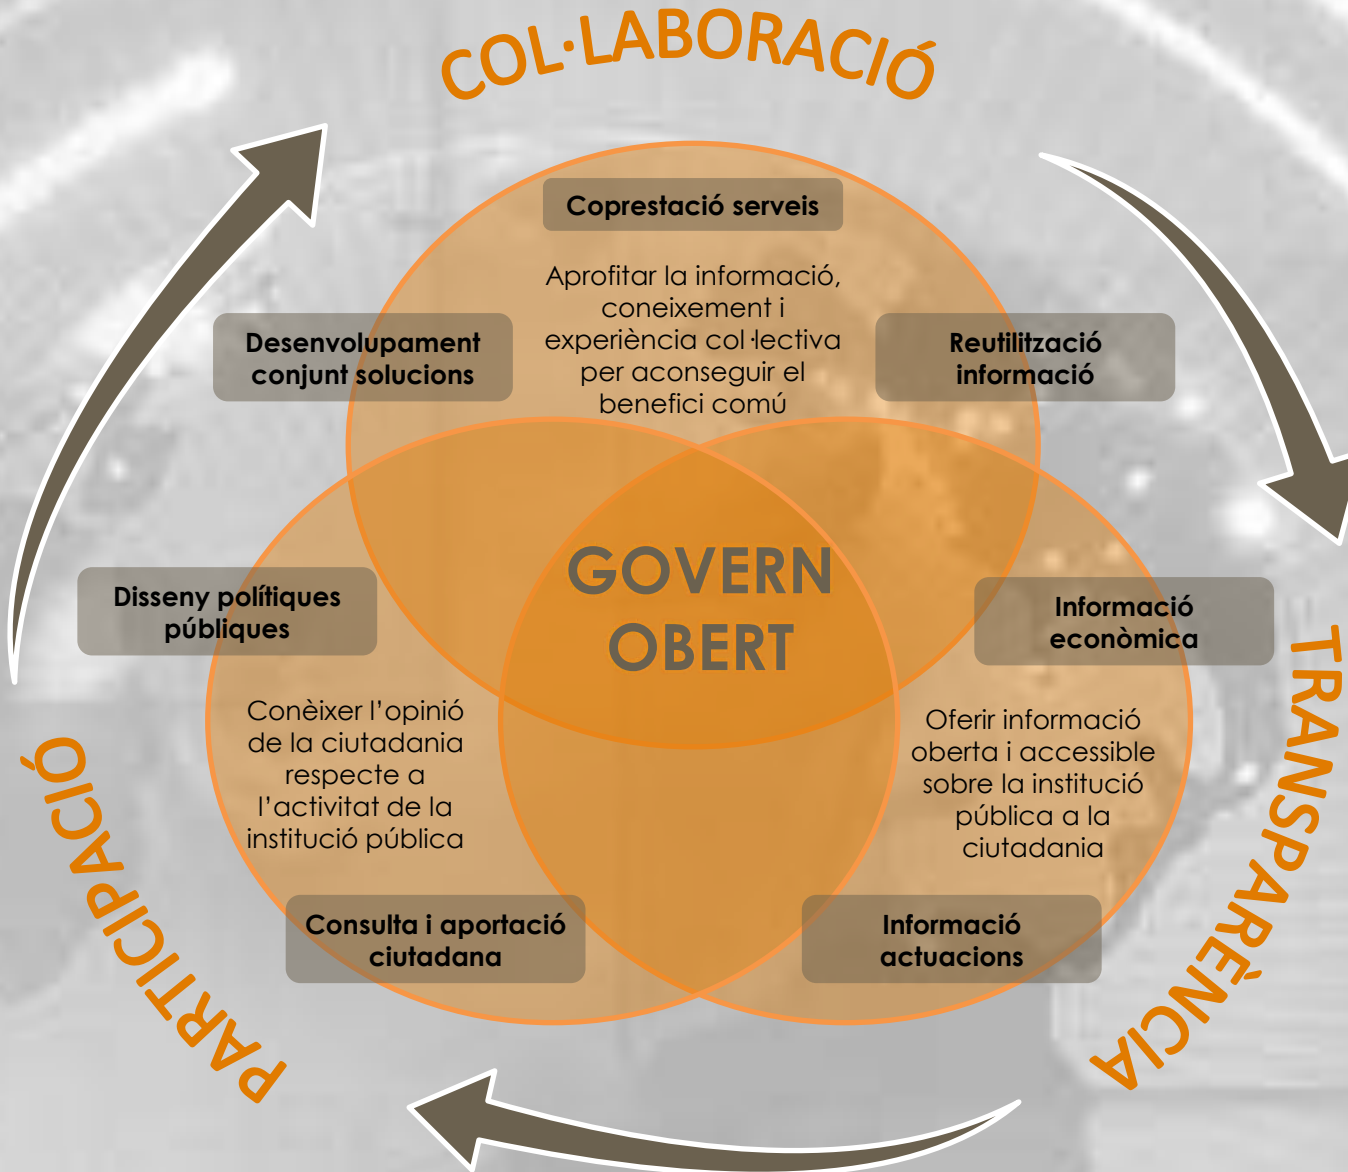 COL·LABORACIÓ
Coprestació serveis
Aprofitar la informació,
coneixement i
experiència col·lectiva
per aconseguir el
benefici comú
Desenvolupament
conjunt solucions
Reutilització
informació
GOVERN
OBERT
Disseny polítiques
públiques
Informació
econòmica
Conèixer l'opinió
de la ciutadania
respecte a
l'activitat de la
institució pública
Oferir informació
oberta i accessible
sobre la institució
pública a la
ciutadania
Consulta i aportació
ciutadana
Informació
actuacions
PARTICIPACIÓ
TRANSPARÈNCIA